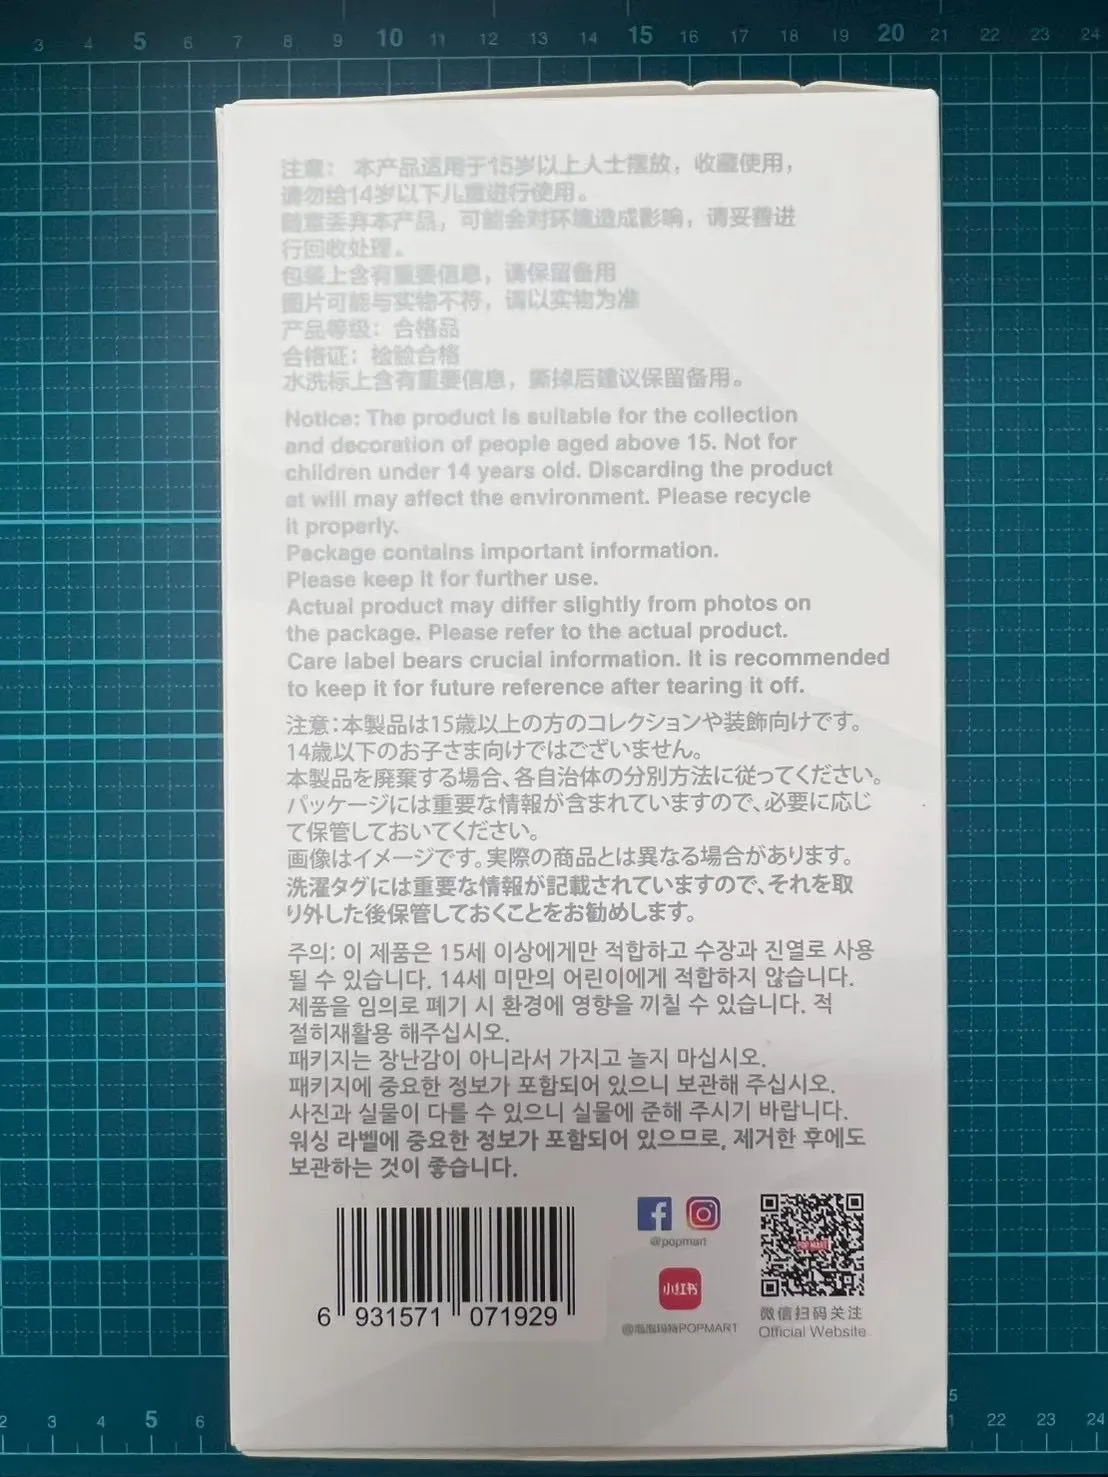 3 4 5 6 7 8 9 10 11 12 13 14 15 16 17 18 19 20 21 22 23 24
注意： 本产品适用于15岁以上人士摆放，收藏使用，
请勿给14岁以下儿童进行使用。
随意丢弃本产品，可能会对环境造成影响，请妥善进
行回收处理。
包装上含有重要信息，请保留备用
图片可能与实物不符，请以实物为准
产品等级：合格品
合格证：检验合格
水洗标上含有重要信息，撕掉后建议保留备用。
Notice: The product is suitable for the collection
and decoration of people aged above 15. Not for
children under 14 years old. Discarding the product
at will may affect the environment. Please recycle
it properly.
Package contains important information.
Please keep it for further use.
Actual product may differ slightly from photos on
the package. Please refer to the actual product.
Care label bears crucial information. It is recommended
to keep it for future reference after tearing it off.
注意：本製品は15歳以上の方のコレクションや装飾向けです。
14歳以下のお子さま向けではございません。
本製品を廃棄する場合、各自治体の分別方法に従ってください。
パッケージには重要な情報が含まれていますので、必要に応じ
て保管しておいてください。
画像はイメージです。実際の商品とは異なる場合があります。
洗濯タグには重要な情報が記載されていますので、それを取
り外した後保管しておくことをお勧めします。
주의: 이 제품은 15세 이상에게만 적합하고 수장과 진열로 사용
될 수 있습니다. 14세 미만의 어린이에게 적합하지 않습니다.
제품을 임의로 폐기 시 환경에 영향을 끼칠 수 있습니다. 적
절히재활용 해주십시오.
패키지는 장난감이 아니라서 가지고 놀지 마십시오.
패키지에 중요한 정보가 포함되어 있으니 보관해 주십시오.
사진과 실물이 다를 수 있으니 실물에 준해 주시기 바랍니다.
워싱 라벨에 중요한 정보가 포함되어 있으므로, 제거한 후에도
보관하는 것이 좋습니다.
6 931571 071929
@popmart
小红书
@泡泡玛特POPMART
POP MART
微信扫码关注
Official Website
2 3 4 5 6 22 23 24